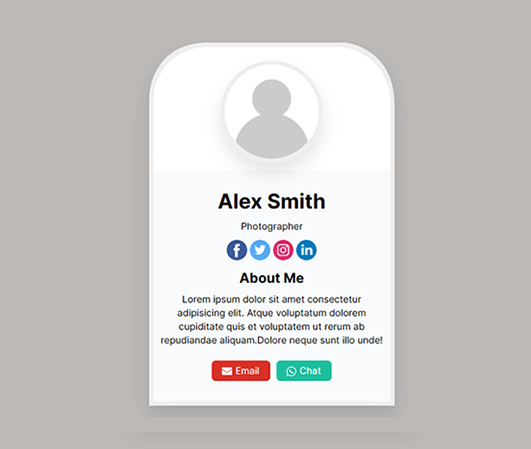 Alex Smith
Photographer
About Me
Lorem ipsum dolor sit amet consectetur
adipisicing elit. Atque voluptatum dolorem
cupiditate quis et voluptatem ut rerum ab
repudiandae aliquam.Dolore neque sunt illo unde!
Email
Chat